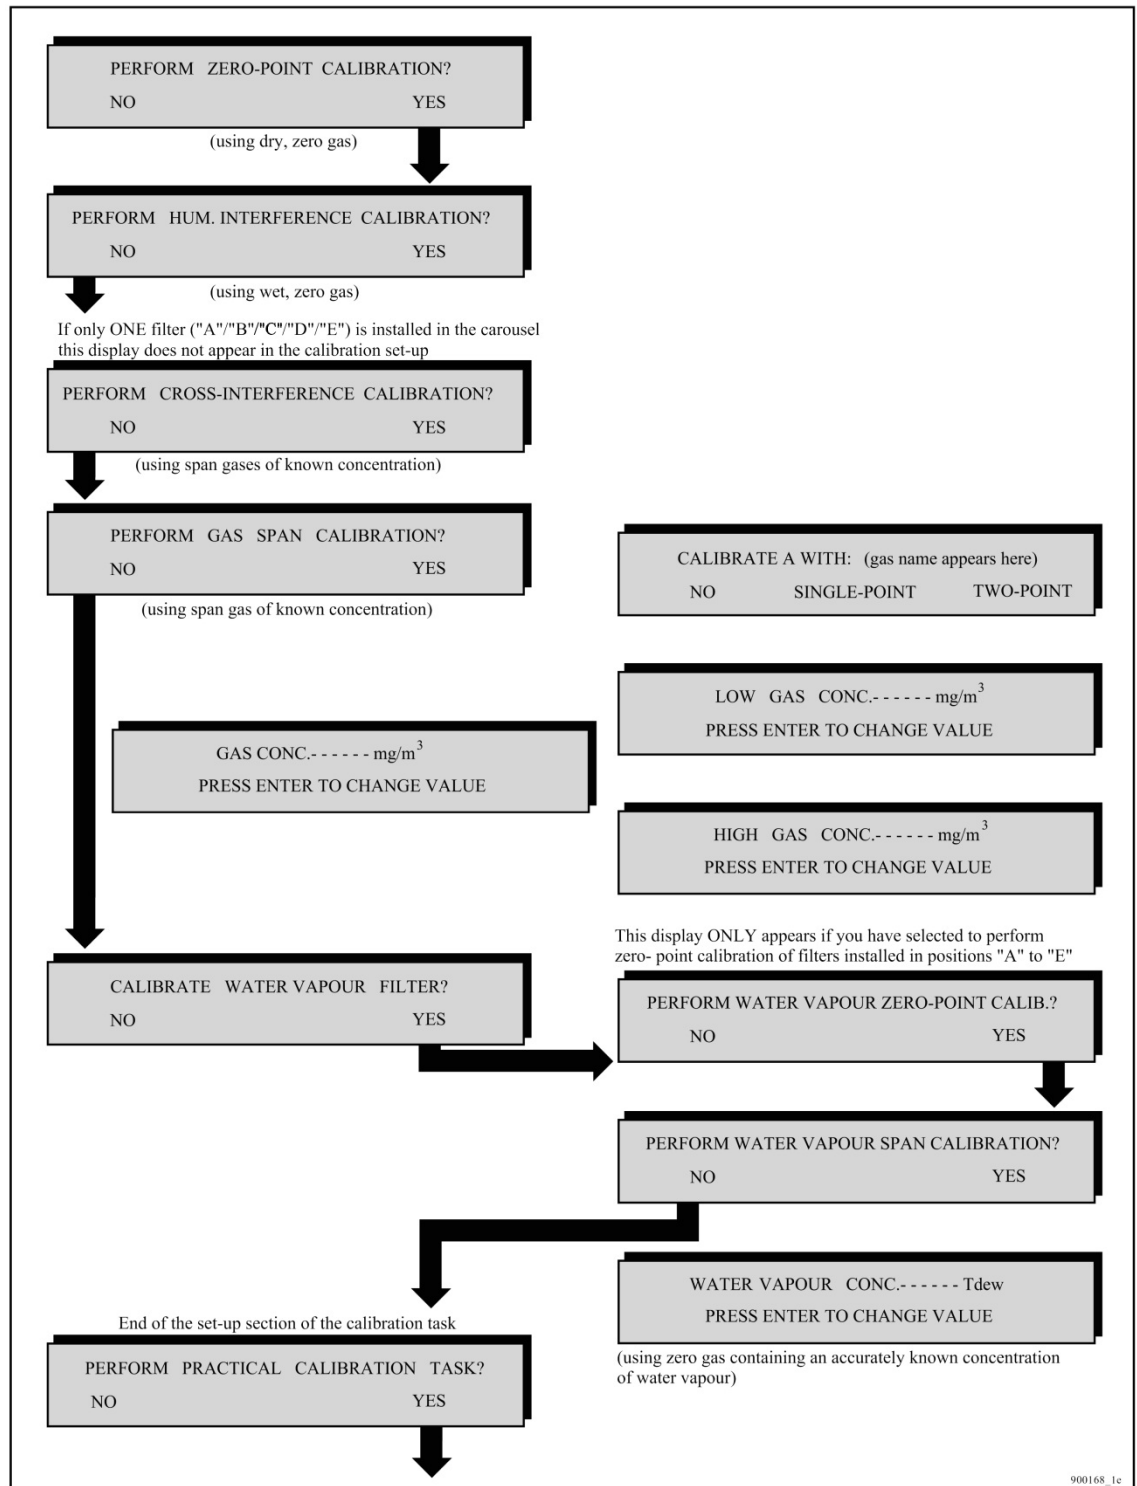 PERFORM ZERO-POINT CALIBRATION?
NO YES
(using dry, zero gas)
PERFORM HUM. INTERFERENCE CALIBRATION?
NO YES
(using wet, zero gas)
If only ONE filter ("A"/"B"/"C"/"D"/"E") is installed in the carousel
this display does not appear in the calibration set-up
PERFORM CROSS-INTERFERENCE CALIBRATION?
NO YES
(using span gases of known concentration)
PERFORM GAS SPAN CALIBRATION?
NO YES
(using span gas of known concentration)
CALIBRATE A WITH: (gas name appears here)
NO SINGLE-POINT TWO-POINT
LOW GAS CONC.- - - - - - mg/m³
PRESS ENTER TO CHANGE VALUE
GAS CONC.- - - - - - mg/m³
PRESS ENTER TO CHANGE VALUE
HIGH GAS CONC.- - - - - - mg/m³
PRESS ENTER TO CHANGE VALUE
CALIBRATE WATER VAPOUR FILTER?
NO YES
This display ONLY appears if you have selected to perform
zero- point calibration of filters installed in positions "A" to "E"
PERFORM WATER VAPOUR ZERO-POINT CALIB.?
NO YES
PERFORM WATER VAPOUR SPAN CALIBRATION?
NO YES
WATER VAPOUR CONC.- - - - - - Tdew
PRESS ENTER TO CHANGE VALUE
(using zero gas containing an accurately known concentration
of water vapour)
End of the set-up section of the calibration task
PERFORM PRACTICAL CALIBRATION TASK?
NO YES
900168_1e